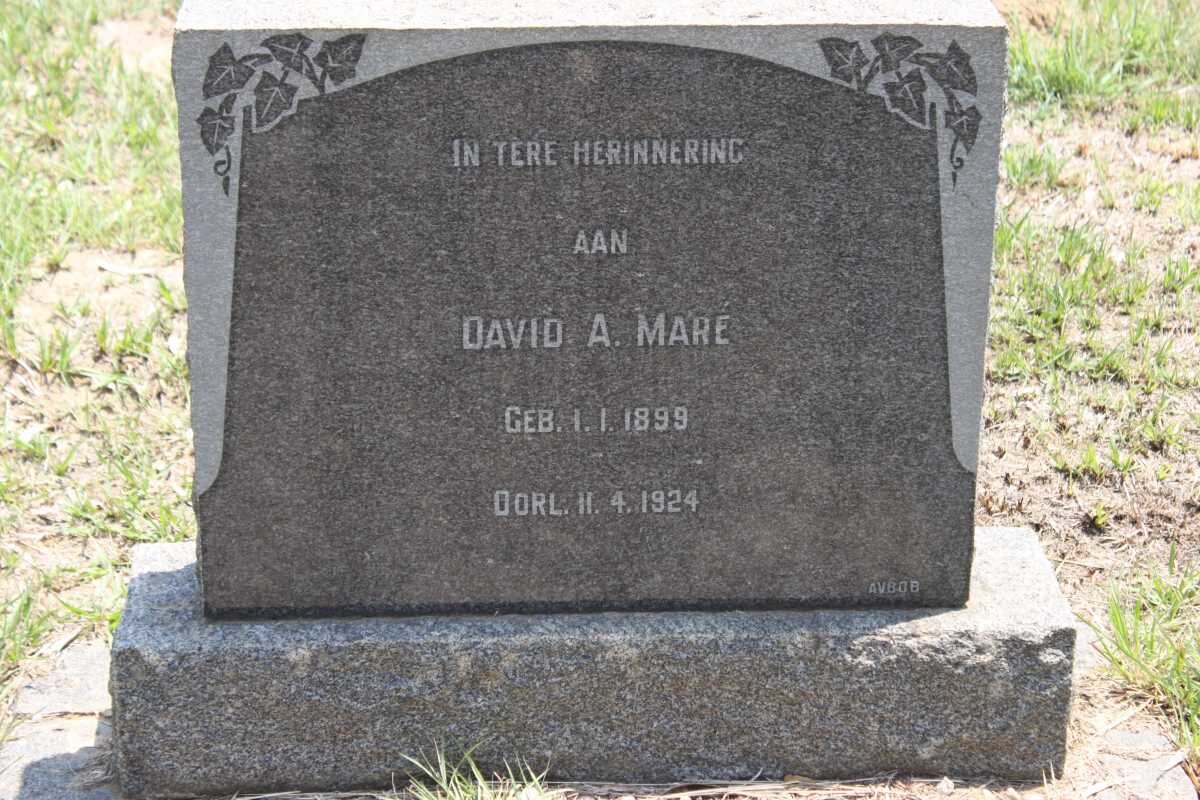 IN TERE HERINNERING
AAN
DAVID A. MARÉ
GEB. 1.1. 1899
OORL. 11. 4. 1924
AVBOB